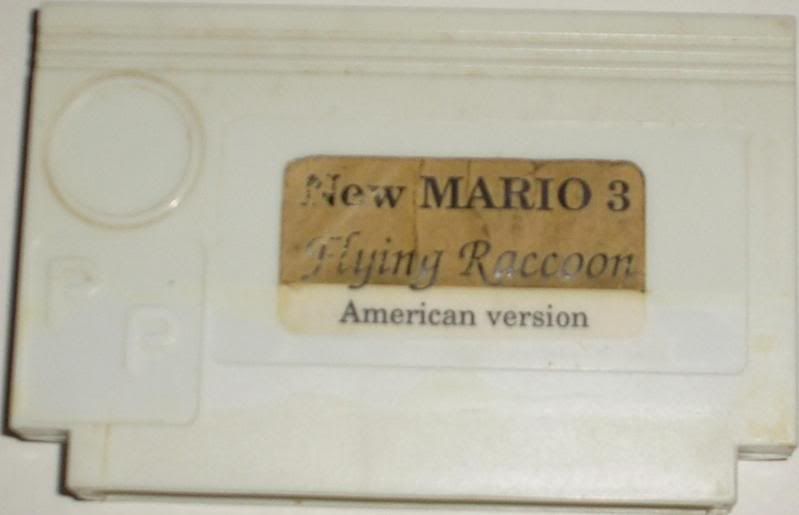 New MARIO 3
Flying Raccoon
American version
P
P